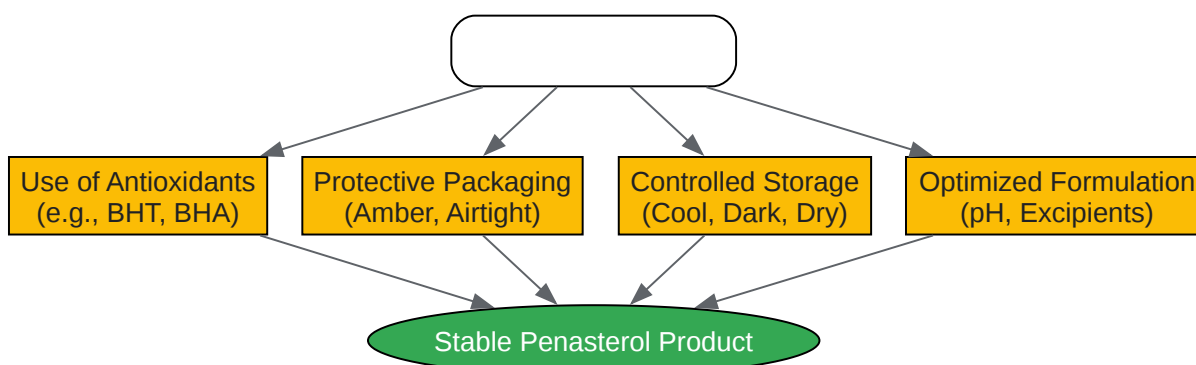 Use of Antioxidants
(e.g., BHT, BHA)
Protective Packaging
(Amber, Airtight)
Controlled Storage
(Cool, Dark, Dry)
Optimized Formulation
(pH, Excipients)
Stable Penasterol Product